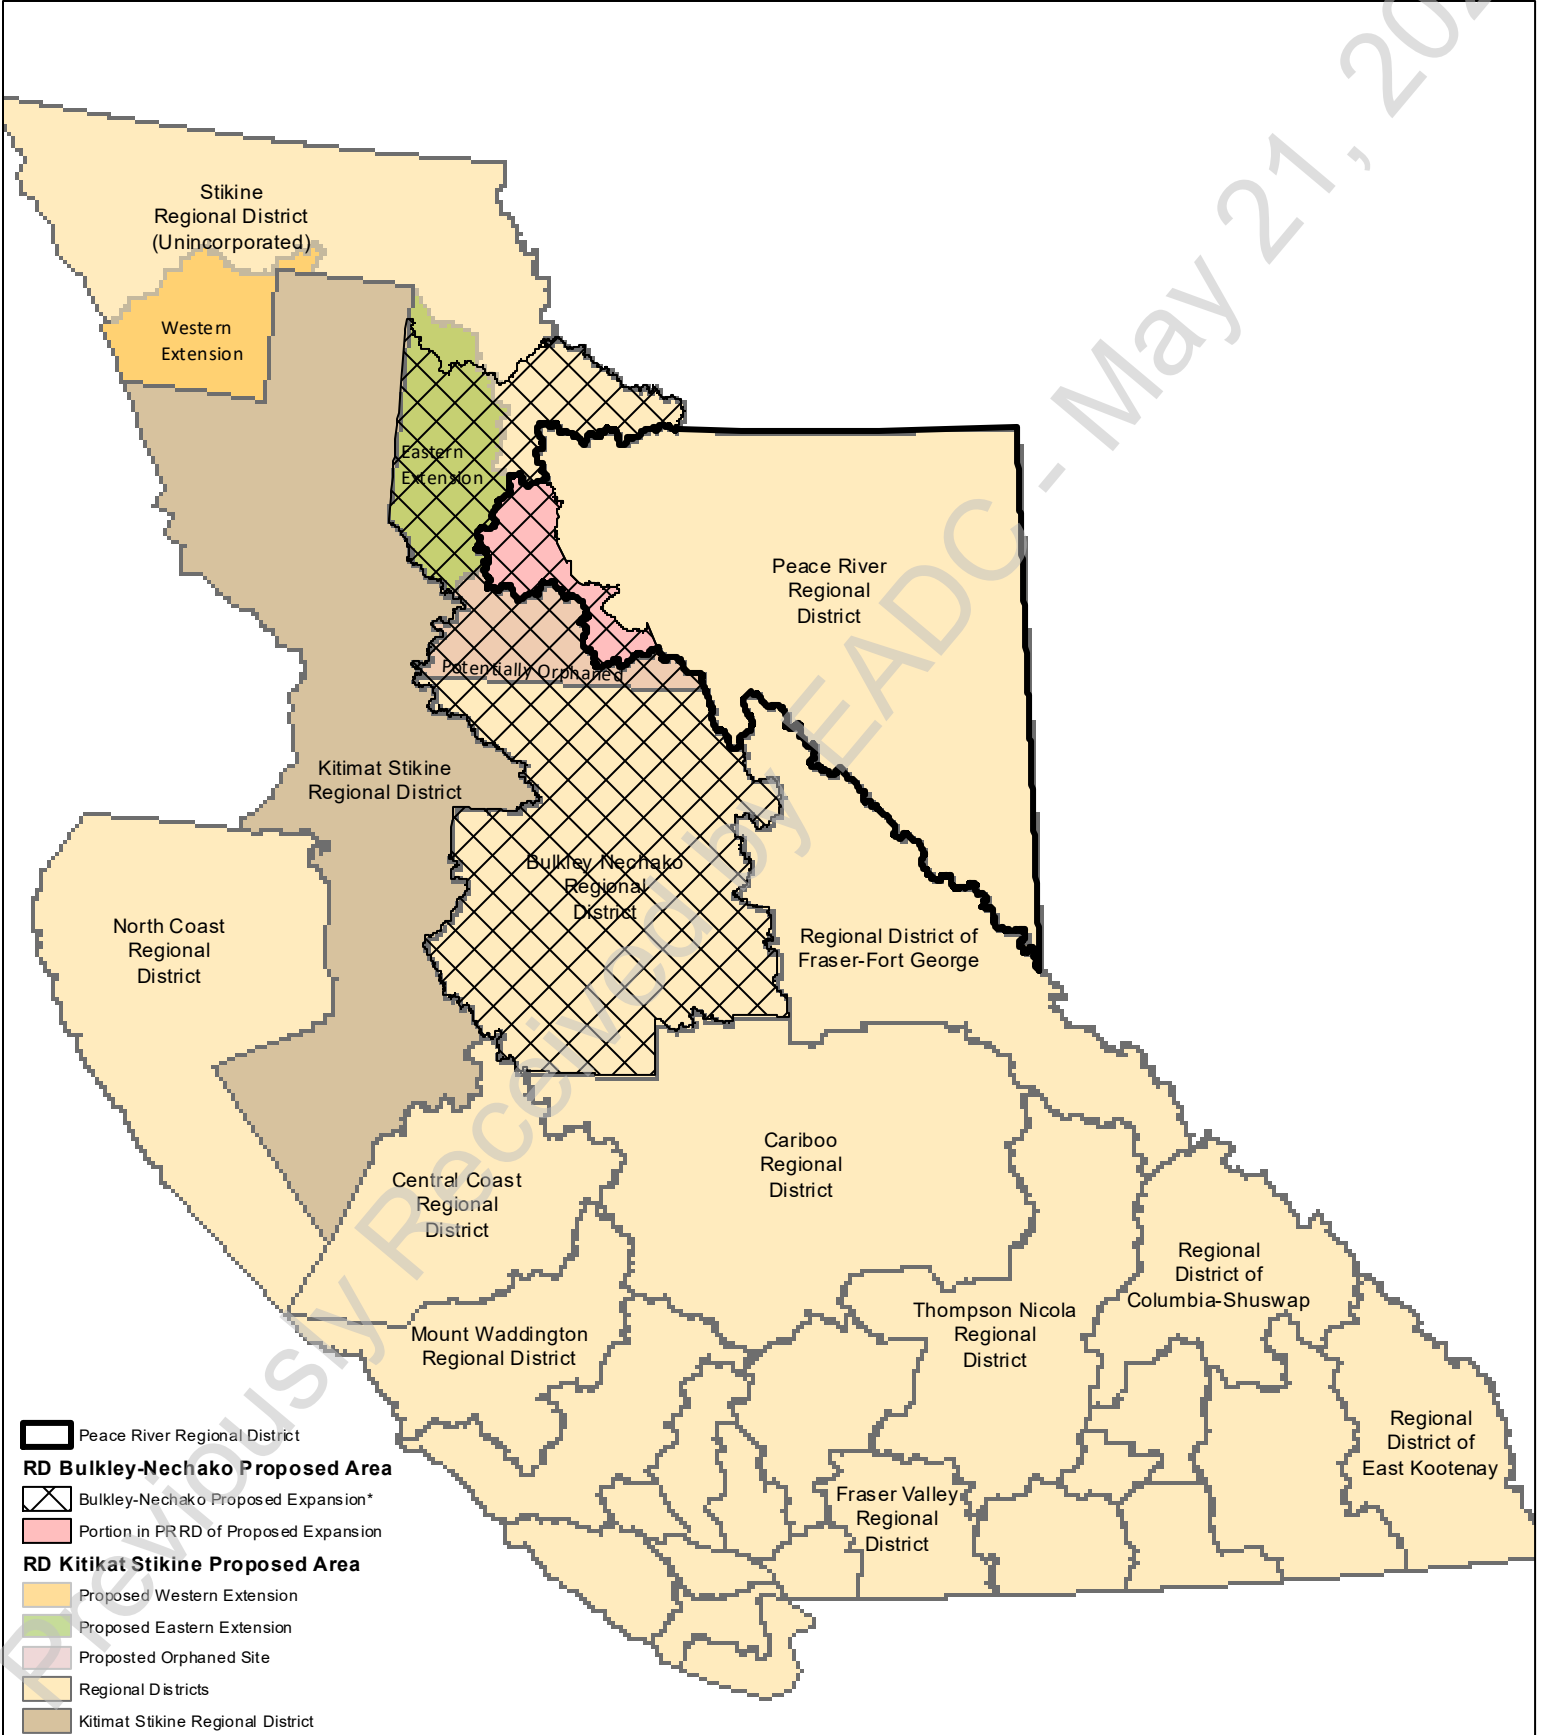 Stikine
Regional District
(Unincorporated)
Western
Extension
Eastern
Extension
Peace River
Regional
District
Potentially Orphaned
Kitimat Stikine
Regional District
Bulkley Nechako
Regional
District
North Coast
Regional
District
Regional District of
Fraser-Fort George
Cariboo
Regional
District
Central Coast
Regional
District
Regional
District of
Columbia-Shuswap
Thompson Nicola
Regional
District
Mount Waddington
Regional District
Regional
District of
East Kootenay
Fraser Valley
Regional
District
Peace River Regional District
RD Bulkley-Nechako Proposed Area
Bulkley-Nechako Proposed Expansion*
Portion in PRRD of Proposed Expansion
RD Kitikat Stikine Proposed Area
Proposed Western Extension
Proposed Eastern Extension
Proposted Orphaned Site
Regional Districts
Kitimat Stikine Regional District
Previously Received by EADC - May 21,